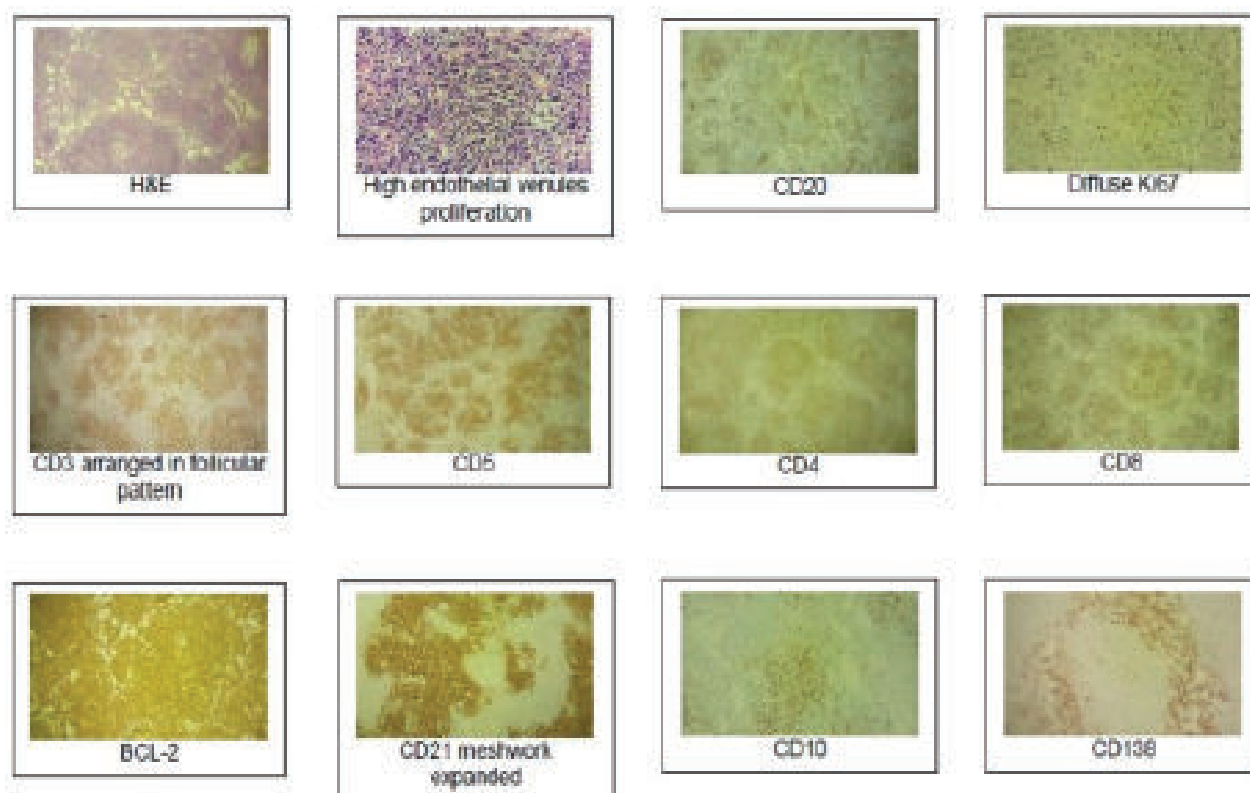 H&E
High endothelial venules
proliferation
CD20
Diffuse Ki67
CD3 arranged in follicular
pattern
CD5
CD4
CD8
BCL-2
CD21 meshwork
expanded
CD10
CD138